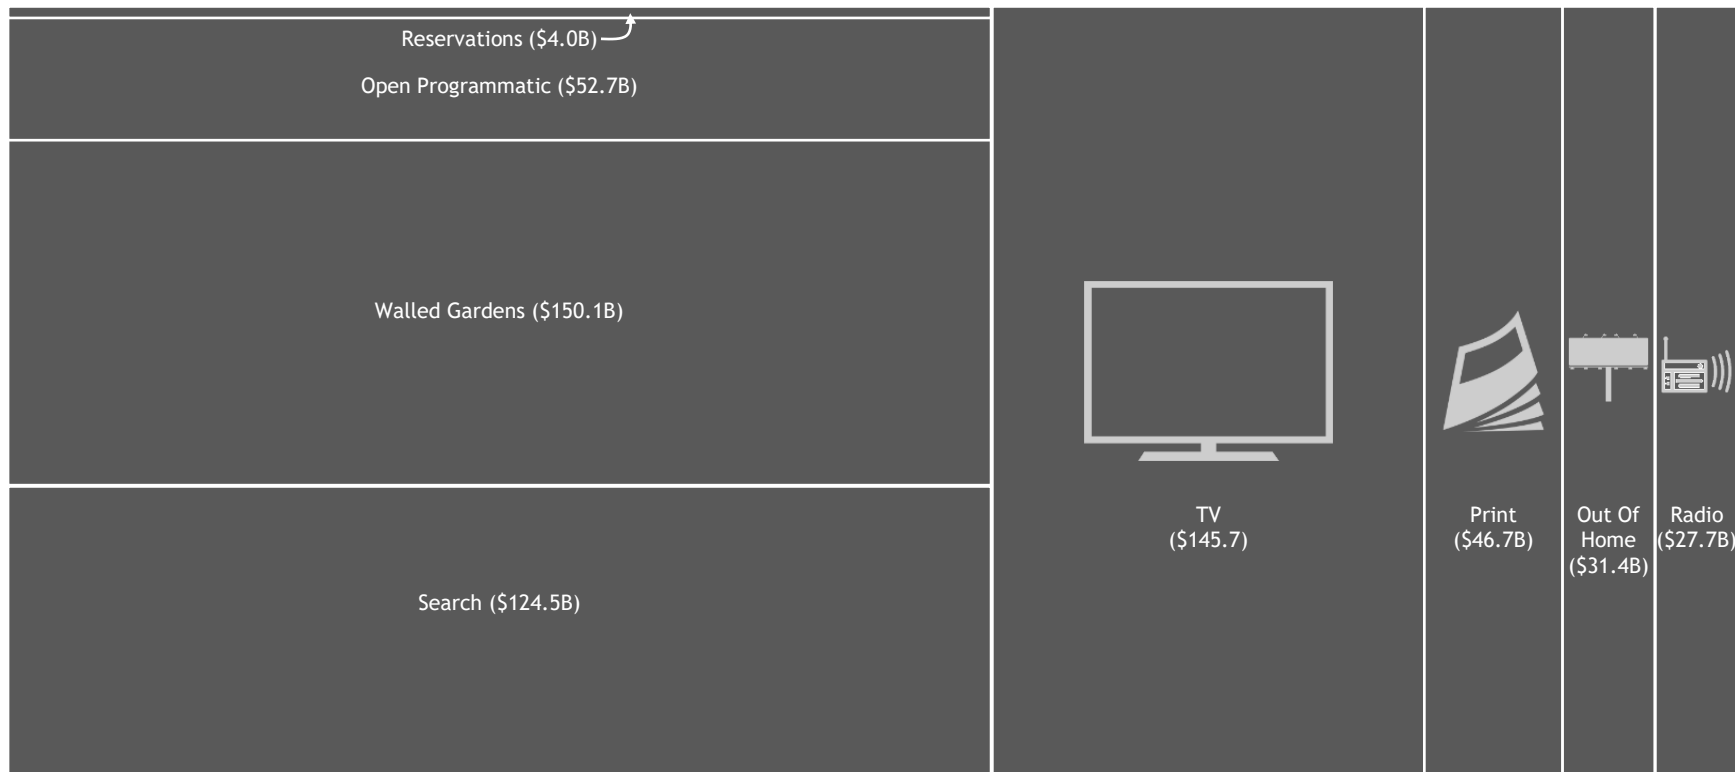 Reservations ($4.0B)
Open Programmatic ($52.7B)
Walled Gardens ($150.1B)
Search ($124.5B)
TV
($145.7)
Print
($46.7B)
Out Of
Home
($31.4B)
Radio
($27.7B)